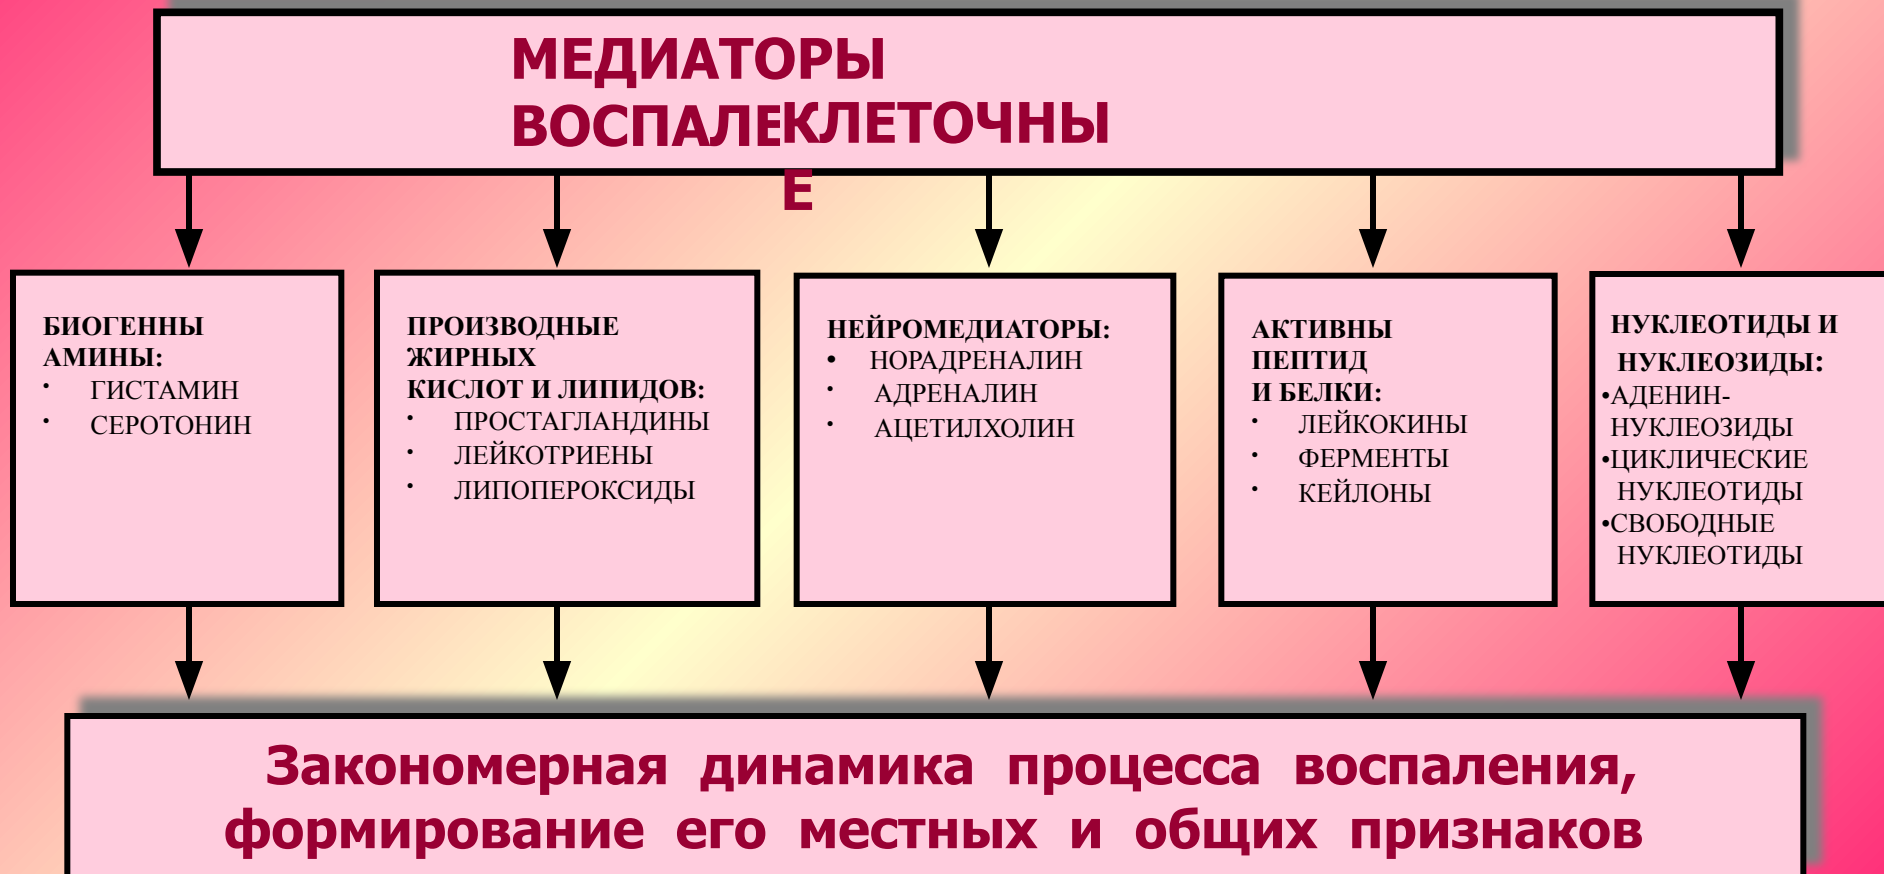 МЕДИАТОРЫ
ВОСПАЛЕ
КЛЕТОЧНЫ
Е
БИОГЕННЫ
АМИНЫ:
• ГИСТАМИН
• СЕРОТОНИН
ПРОИЗВОДНЫЕ
ЖИРНЫХ
КИСЛОТ И ЛИПИДОВ:
• ПРОСТАГЛАНДИНЫ
• ЛЕЙКОТРИЕНЫ
• ЛИПОПЕРОКСИДЫ
НЕЙРОМЕДИАТОРЫ:
• НОРАДРЕНАЛИН
• АДРЕНАЛИН
• АЦЕТИЛХОЛИН
АКТИВНЫ
ПЕПТИД
И БЕЛКИ:
• ЛЕЙКОКИНЫ
• ФЕРМЕНТЫ
• КЕЙЛОНЫ
НУКЛЕОТИДЫ И
НУКЛЕОЗИДЫ:
•АДЕНИН-
НУКЛЕОЗИДЫ
•ЦИКЛИЧЕСКИЕ
НУКЛЕОТИДЫ
•СВОБОДНЫЕ
НУКЛЕОТИДЫ
Закономерная динамика процесса воспаления,
формирование его местных и общих признаков